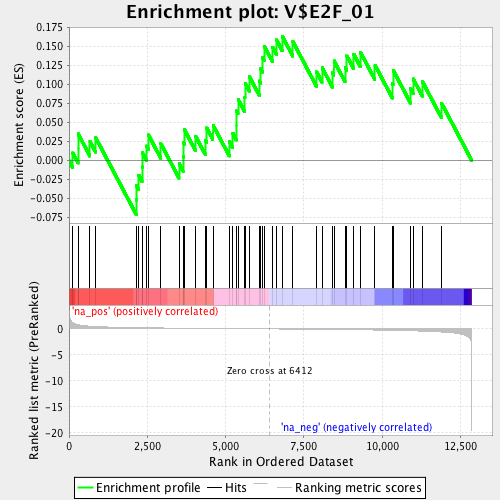 Enrichment plot: V$E2F_01
Enrichment score (ES)
0.175
0.150
0.125
0.100
0.075
0.050
0.025
0.000
-0.025
-0.050
-0.075
'na_pos' (positively correlated)
Ranked list metric (PreRanked)
0
-5
-10
-15
-20
Zero cross at 6412
'na_neg' (negatively correlated)
0 2,500 5,000 7,500 10,000 12,500
Rank in Ordered Dataset
Enrichment profile Hits Ranking metric scores